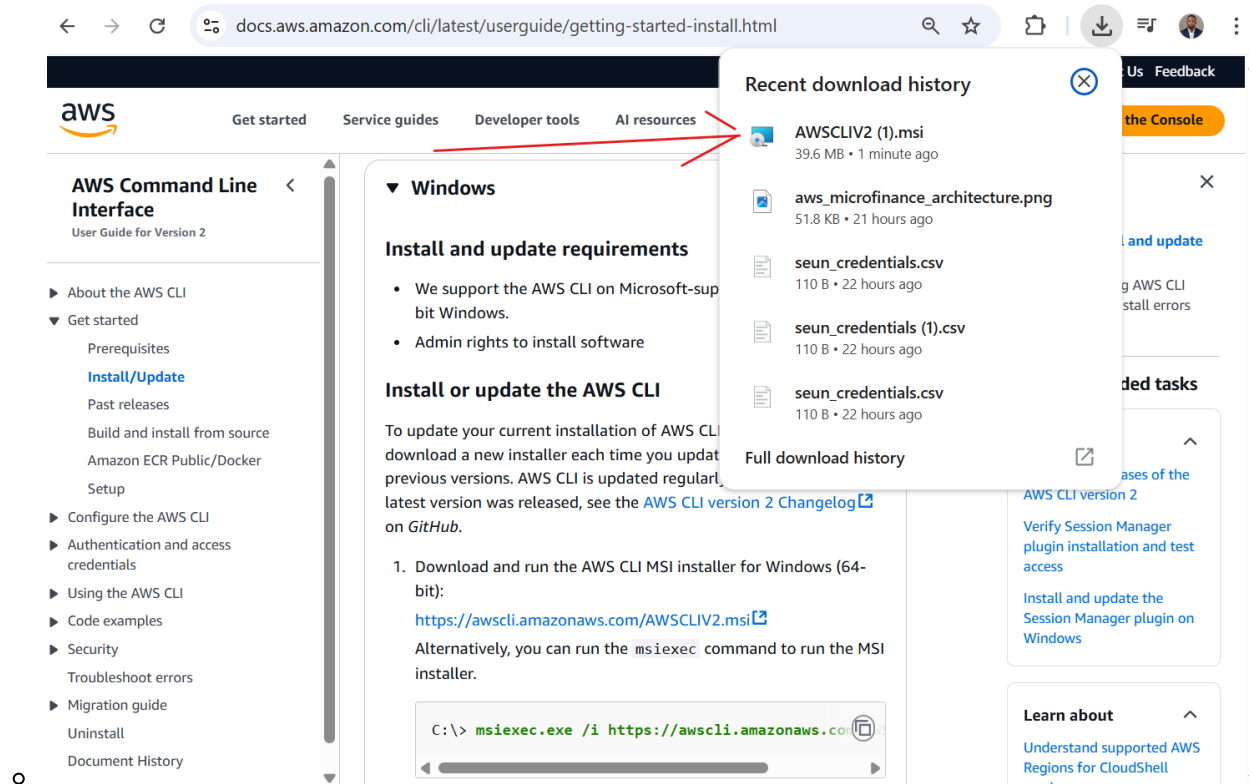 docs.aws.amazon.com/cli/latest/userguide/getting-started-install.html
Us Feedback
aws
Get started
Service guides
Developer tools
AI resources
the Console
Recent download history
AWSCLIV2 (1).msi
39.6 MB • 1 minute ago
aws_microfinance_architecture.png
51.8 KB • 21 hours ago
seun_credentials.csv
110 B • 22 hours ago
seun_credentials (1).csv
110 B • 22 hours ago
seun_credentials.csv
110 B • 22 hours ago
Full download history
AWS Command Line
Interface
User Guide for Version 2
About the AWS CLI
Get started
Prerequisites
Install/Update
Past releases
Build and install from source
Amazon ECR Public/Docker
Setup
Configure the AWS CLI
Authentication and access
credentials
Using the AWS CLI
Code examples
Security
Troubleshoot errors
Migration guide
Uninstall
Document History
Windows
Install and update requirements
• We support the AWS CLI on Microsoft-sup
bit Windows.
• Admin rights to install software
Install or update the AWS CLI
To update your current installation of AWS CLI
download a new installer each time you updat
previous versions. AWS CLI is updated regularly
latest version was released, see the AWS CLI version 2 Changelog
on GitHub.
1. Download and run the AWS CLI MSI installer for Windows (64-
bit):
https://awscli.amazonaws.com/AWSCLIV2.msi
Alternatively, you can run the msiexec command to run the MSI
installer.
C:\> msiexec.exe /i https://awscli.amazonaws.co
and update
AWS CLI
stall errors
ded tasks
ases of the
AWS CLI version 2
Verify Session Manager
plugin installation and test
access
Install and update the
Session Manager plugin on
Windows
Learn about
Understand supported AWS
Regions for CloudShell